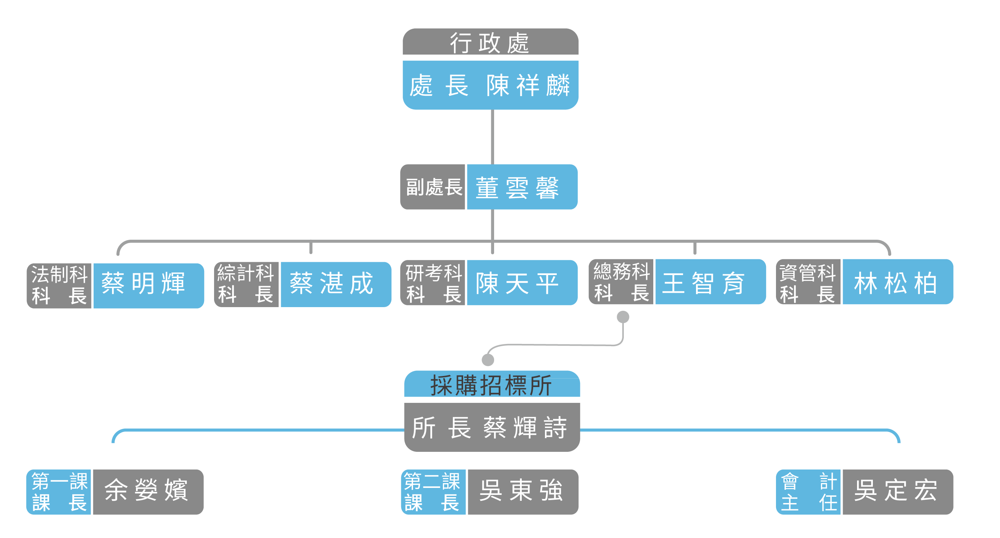 行政處
處長 陳祥麟
副處長 董雲馨
法制科
科長
蔡明輝
綜計科
科長
蔡湛成
研考科
科長
陳天平
總務科
科長
王智育
資管科
科長
林松柏
採購招標所
所長 蔡輝詩
第一課
課長
余嫈嬪
第二課
課長
吳東強
會計
主任
吳定宏